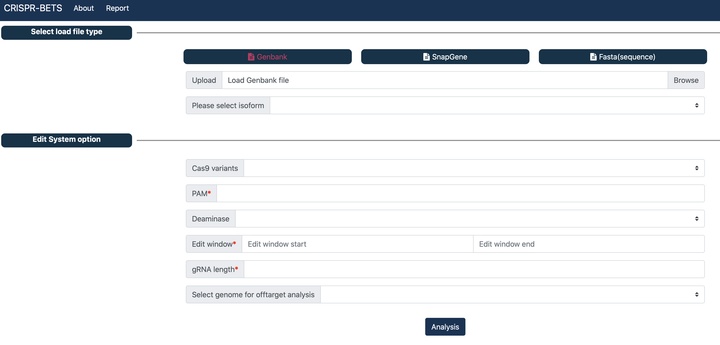 CRISPR-BETS About Report
Select load file type
Genbank SnapGene Fasta(sequence)
Upload Load Genbank file Browse
Please select isoform
Edit System option
Cas9 variants
PAM*
Deaminase
Edit window* Edit window start Edit window end
gRNA length*
Select genome for offtarget analysis
Analysis